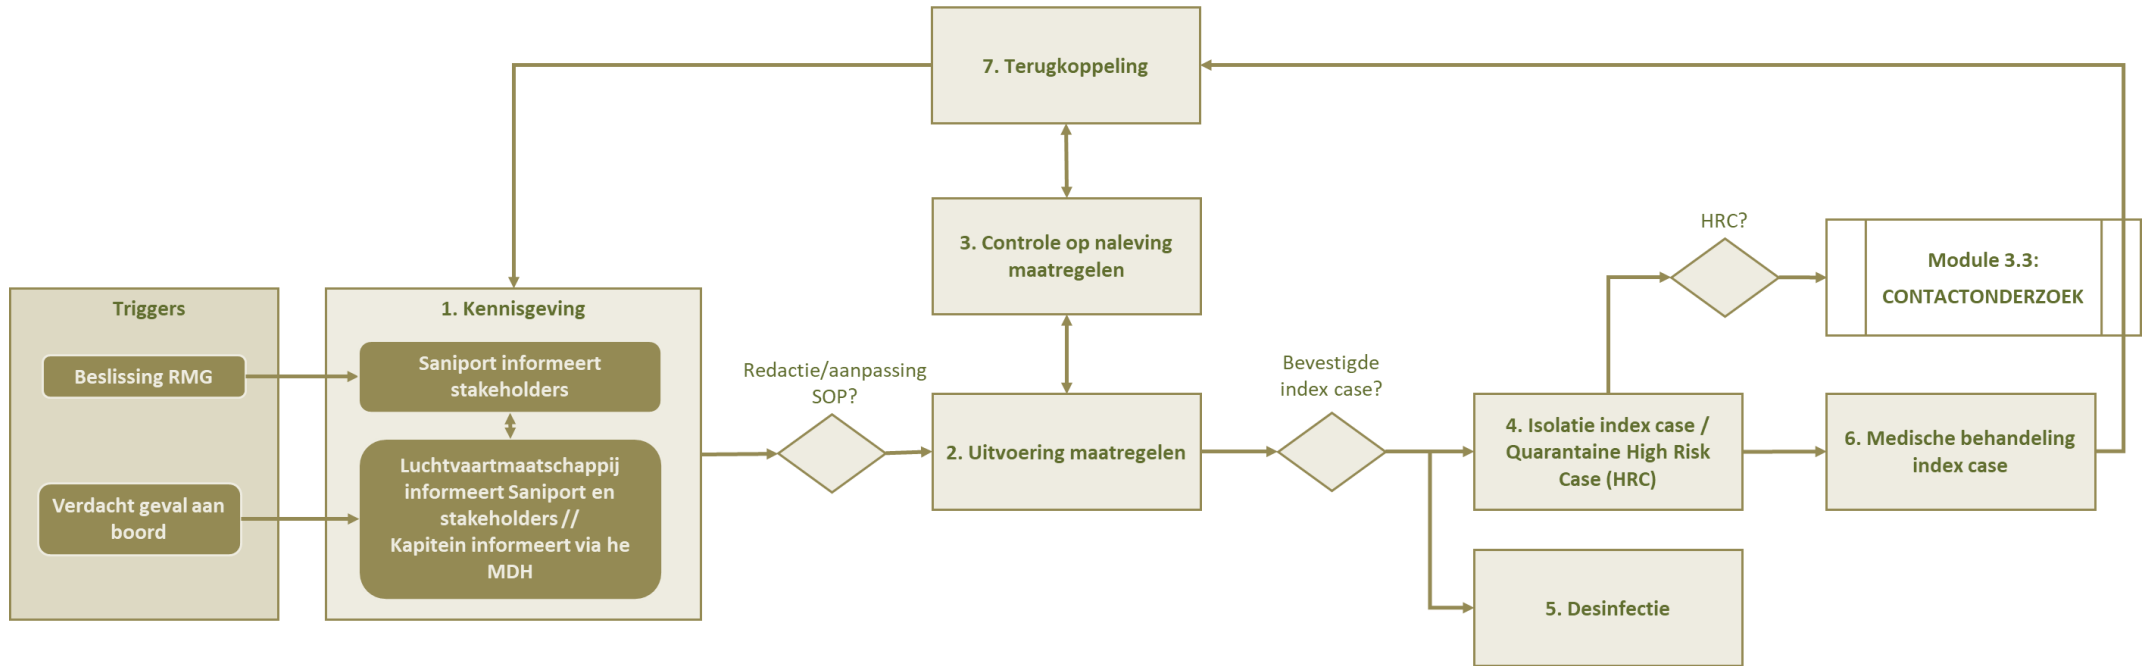 7. Terugkoppeling
3. Controle op naleving
maatregelen
HRC?
Module 3.3:
CONTACTONDERZOEK
Triggers
Beslissing RMG
Verdacht geval aan
boord
1. Kennisgeving
Saniport informeert
stakeholders
Luchtvaartmaatschappij
informeert Saniport en
stakeholders //
Kapitein informeert via he
MDH
Redactie/aanpassing
SOP?
2. Uitvoering maatregelen
Bevestigde
index case?
4. Isolatie index case /
Quarantaine High Risk
Case (HRC)
6. Medische behandeling
index case
5. Desinfectie